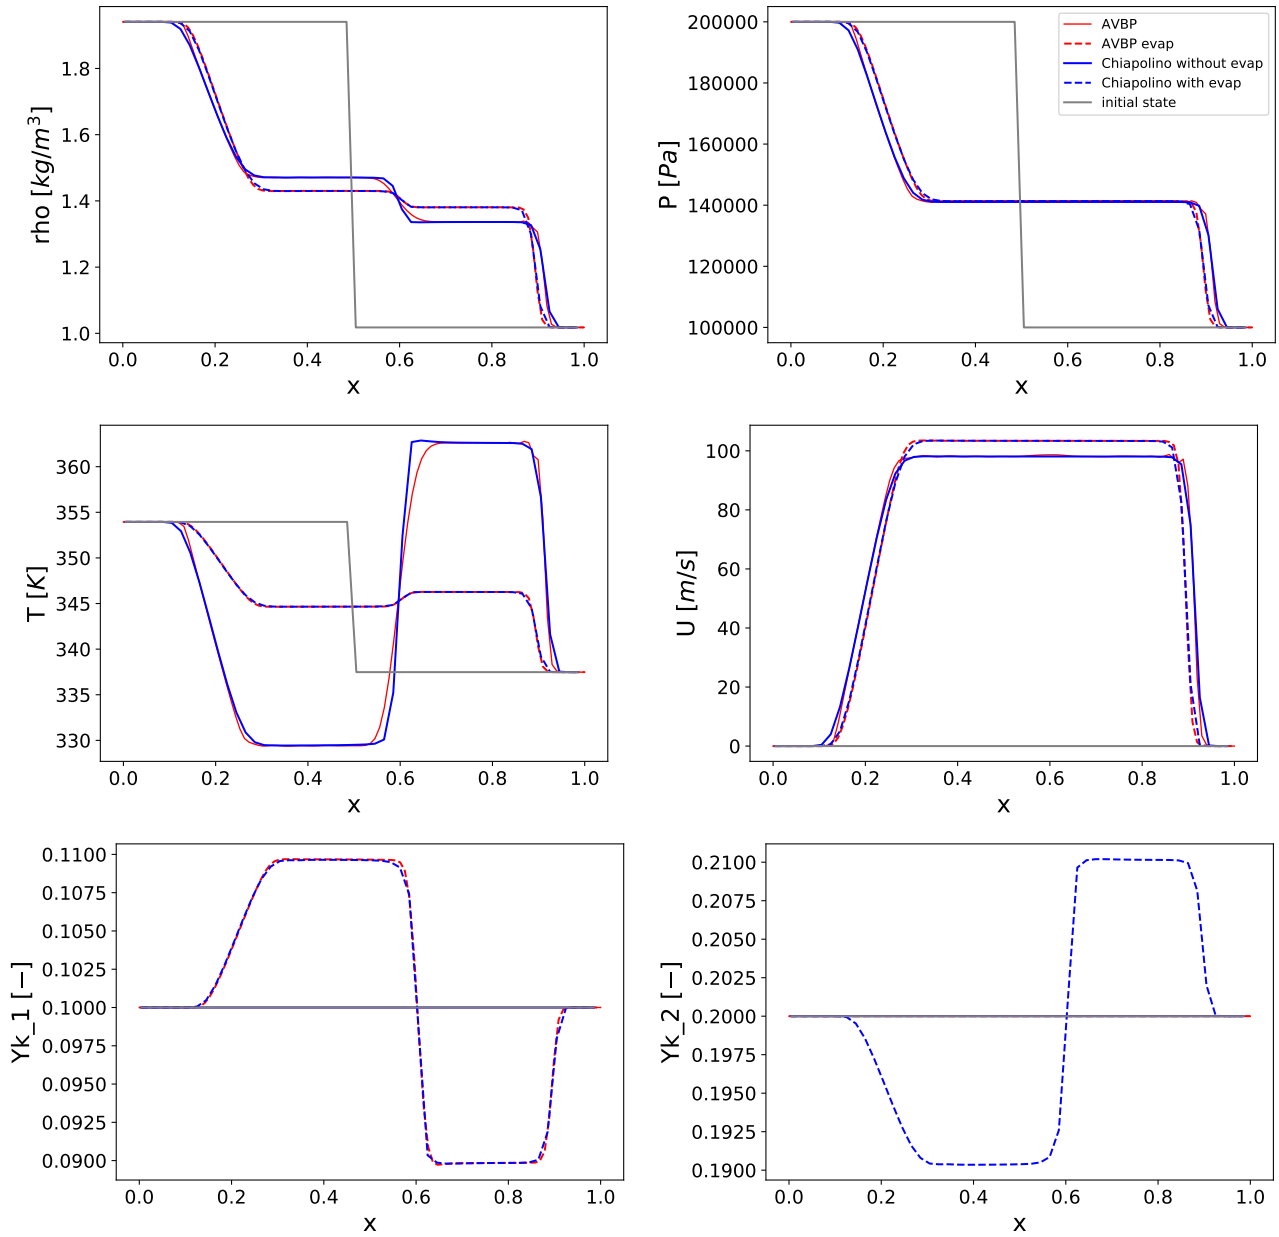 rho [kg/m³]
1.8
1.6
1.4
1.2
1.0
0.0 0.2 0.4 0.6 0.8 1.0
x
P [Pa]
200000
180000
160000
140000
120000
100000
AVBP
AVBP evap
Chiapolino without evap
Chiapolino with evap
initial state
0.0 0.2 0.4 0.6 0.8 1.0
x
T [K]
360
355
350
345
340
335
330
0.0 0.2 0.4 0.6 0.8 1.0
x
U [m/s]
100
80
60
40
20
0
0.0 0.2 0.4 0.6 0.8 1.0
x
Yk_1 [−]
0.1100
0.1075
0.1050
0.1025
0.1000
0.0975
0.0950
0.0925
0.0900
0.0 0.2 0.4 0.6 0.8 1.0
x
Yk_2 [−]
0.2100
0.2075
0.2050
0.2025
0.2000
0.1975
0.1950
0.1925
0.1900
0.0 0.2 0.4 0.6 0.8 1.0
x